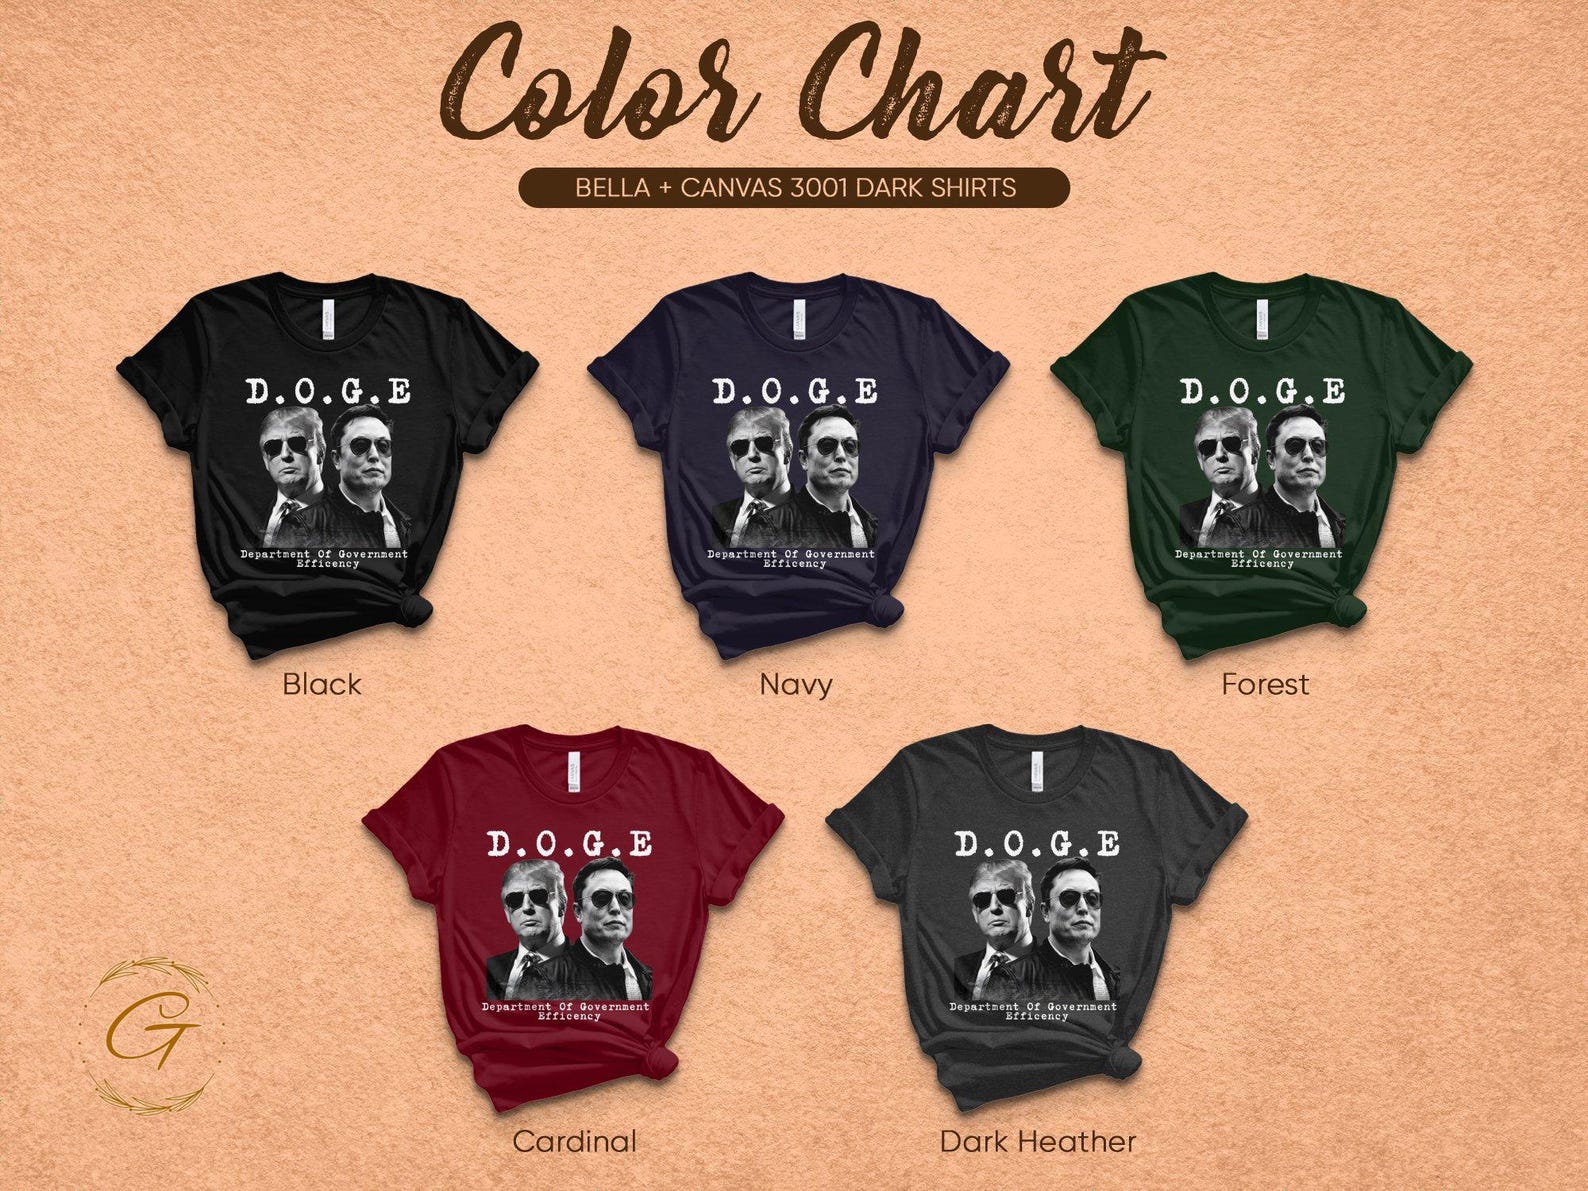 Color Chart
BELLA + CANVAS 3001 DARK SHIRTS
D.O.G.E
Department Of Government
Efficency
Black
D.O.G.E
Department Of Government
Efficency
Navy
D.O.G.E
Department Of Government
Efficency
Forest
D.O.G.E
Department Of Government
Efficency
Cardinal
D.O.G.E
Department Of Government
Efficency
Dark Heather
G